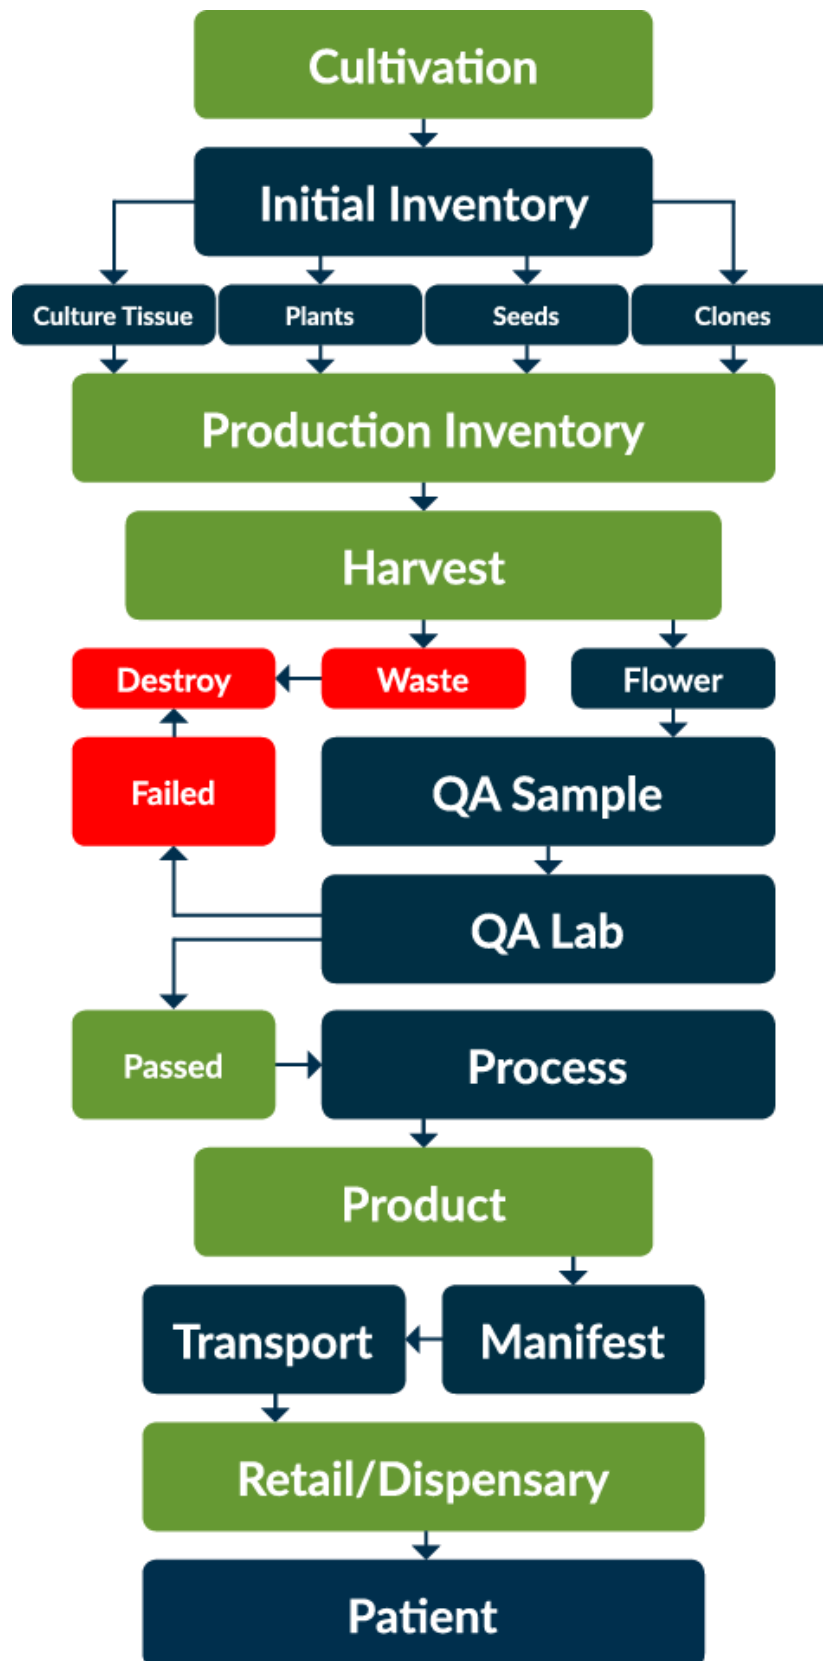 Cultivation
Initial Inventory
Culture Tissue
Plants
Seeds
Clones
Production Inventory
Harvest
Destroy
Waste
Flower
Failed
QA Sample
QA Lab
Passed
Process
Product
Transport
Manifest
Retail/Dispensary
Patient